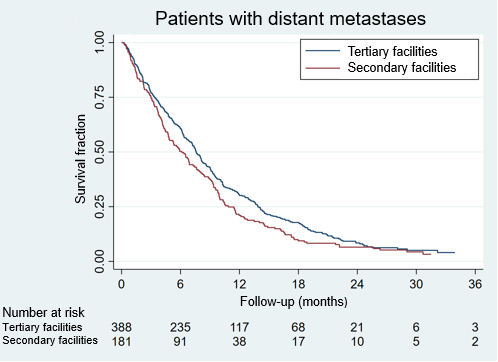 Patients with distant metastases
Tertiary facilities
Secondary facilities
Survival fraction
1.00
0.75
0.50
0.25
0.00
0 6 12 18 24 30 36
Follow-up (months)
Number at risk
Tertiary facilities 388 235 117 68 21 6 3
Secondary facilities 181 91 38 17 10 5 2